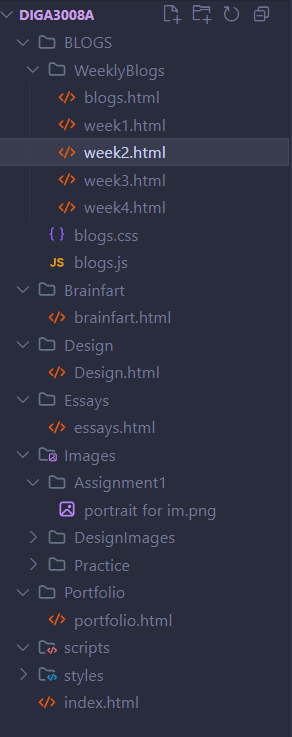 DIGA3008A
BLOGS
WeeklyBlogs
blogs.html
week1.html
week2.html
week3.html
week4.html
{ } blogs.css
JS blogs.js
Brainfart
brainfart.html
Design
Design.html
Essays
essays.html
Images
Assignment1
portrait for im.png
DesignImages
Practice
Portfolio
portfolio.html
scripts
styles
index.html